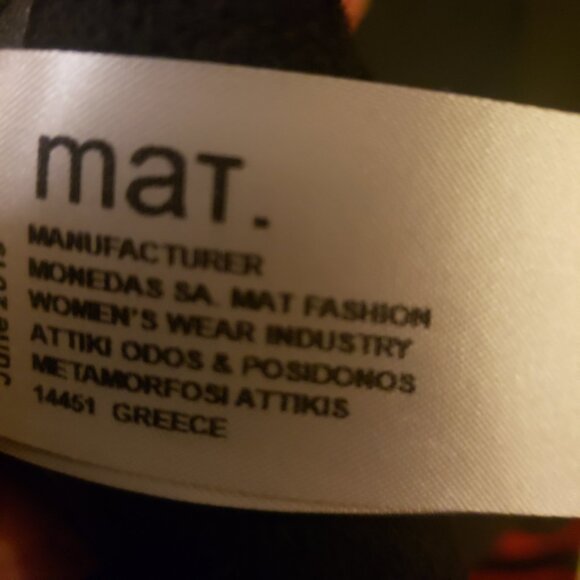 maT.
MANUFACTURER
MONEDAS SA. MAT FASHION
WOMEN'S WEAR INDUSTRY
ATTIKI ODOS & POSIDONOS
METAMORFOSI ATTIKIS
14451 GREECE